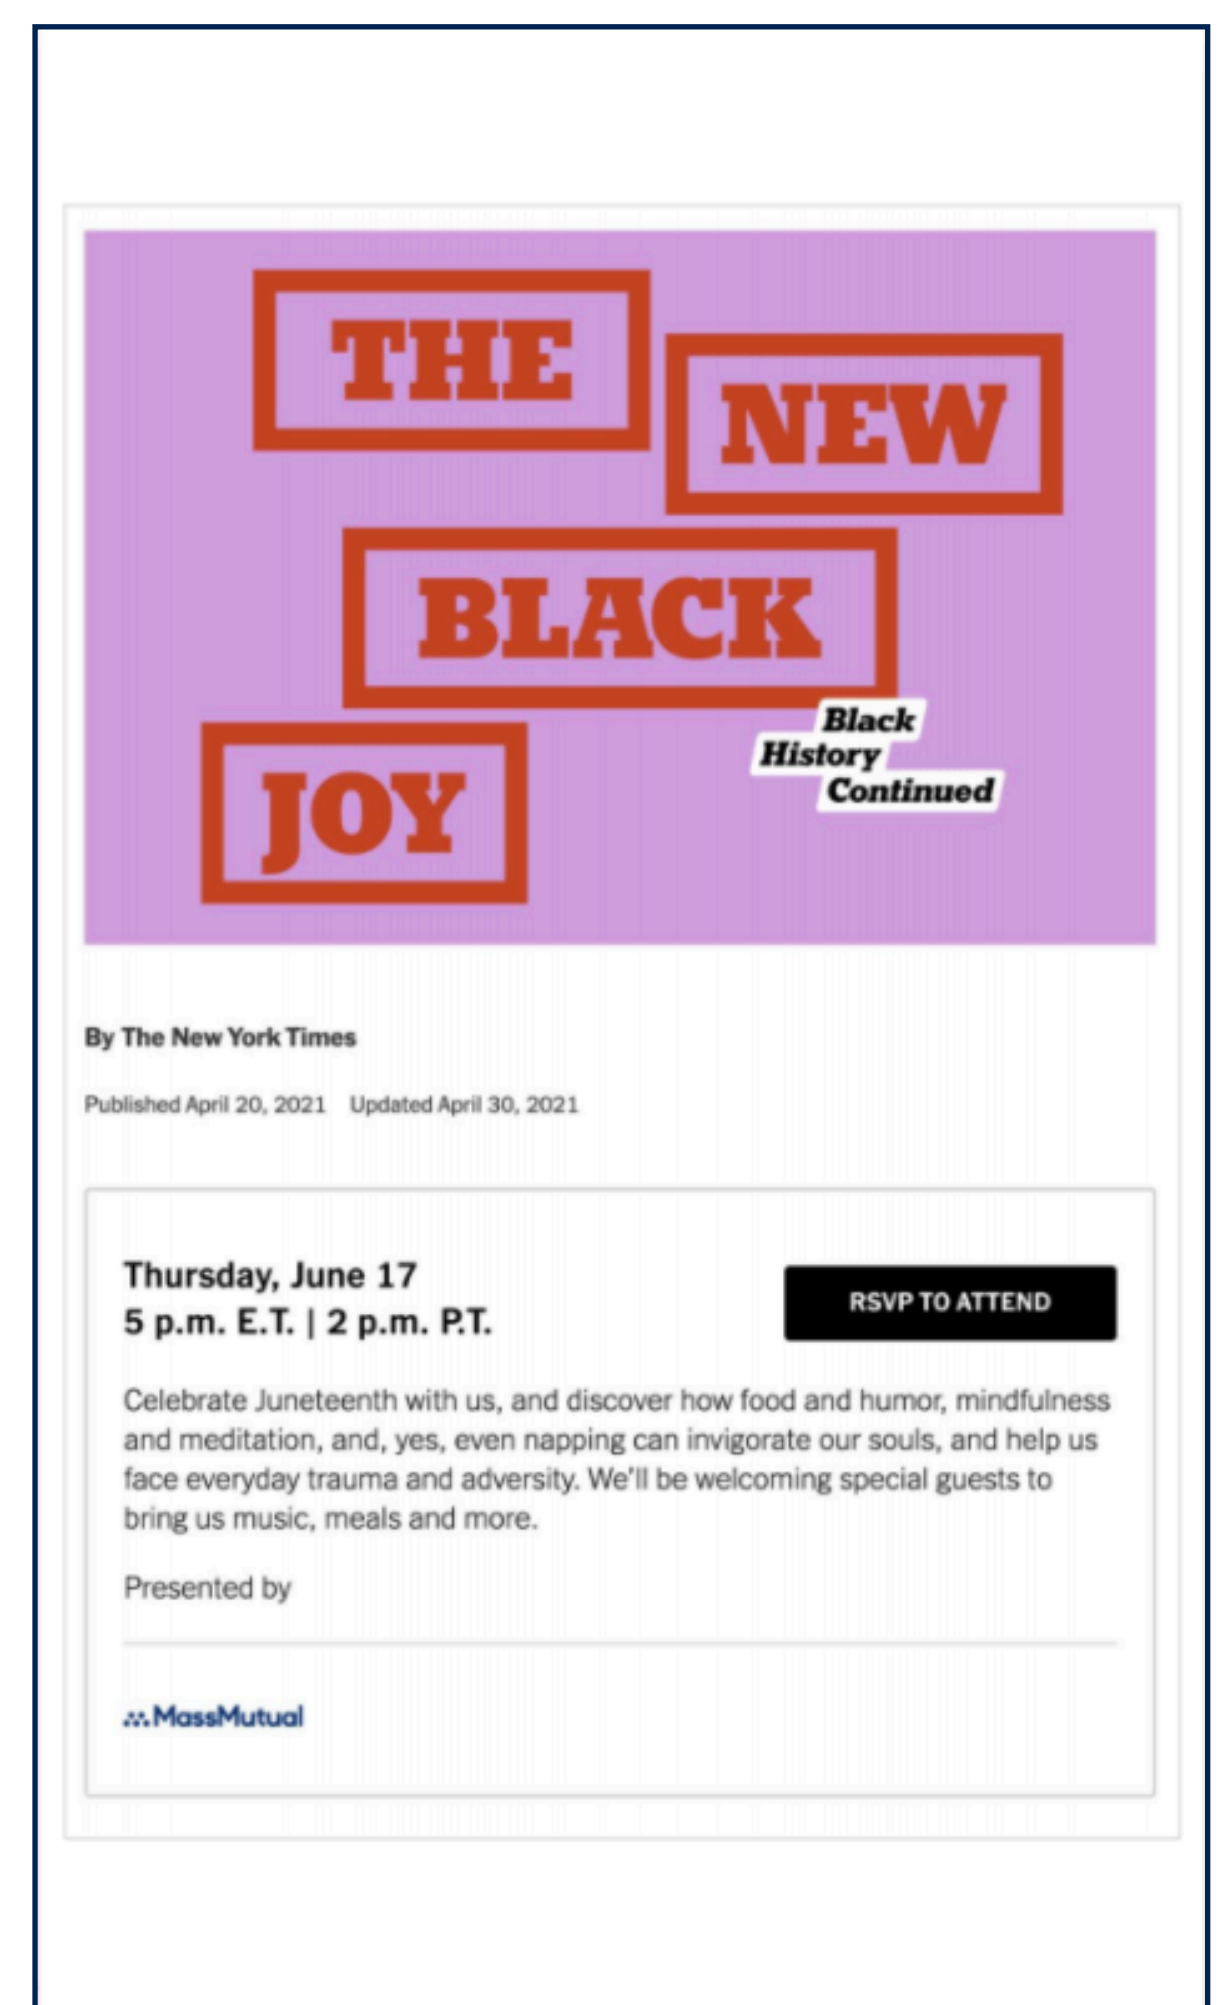 THE
NEW
BLACK
JOY
Black
History
Continued
By The New York Times
Published April 20, 2021 Updated April 30, 2021
Thursday, June 17
5 p.m. E.T. | 2 p.m. P.T.
RSVP TO ATTEND
Celebrate Juneteenth with us, and discover how food and humor, mindfulness
and meditation, and, yes, even napping can invigorate our souls, and help us
face everyday trauma and adversity. We'll be welcoming special guests to
bring us music, meals and more.
Presented by
MassMutual